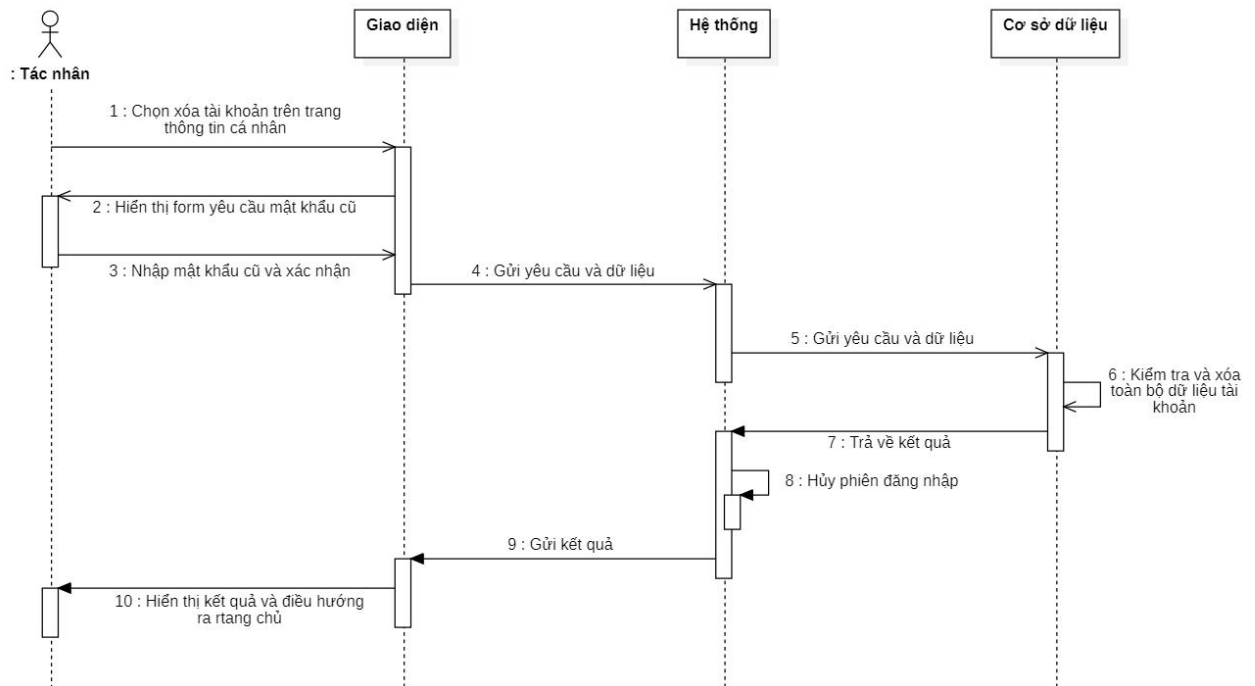 Giao diện
Hệ thống
Cơ sở dữ liệu
: Tác nhân
1 : Chọn xóa tài khoản trên trang
thông tin cá nhân
2 : Hiển thị form yêu cầu mật khẩu cũ
3 : Nhập mật khẩu cũ và xác nhận
4 : Gửi yêu cầu và dữ liệu
5 : Gửi yêu cầu và dữ liệu
6 : Kiểm tra và xóa
toàn bộ dữ liệu tài
khoản
7 : Trả về kết quả
8 : Hủy phiên đăng nhập
9 : Gửi kết quả
10 : Hiển thị kết quả và điều hướng
ra rtang chủ